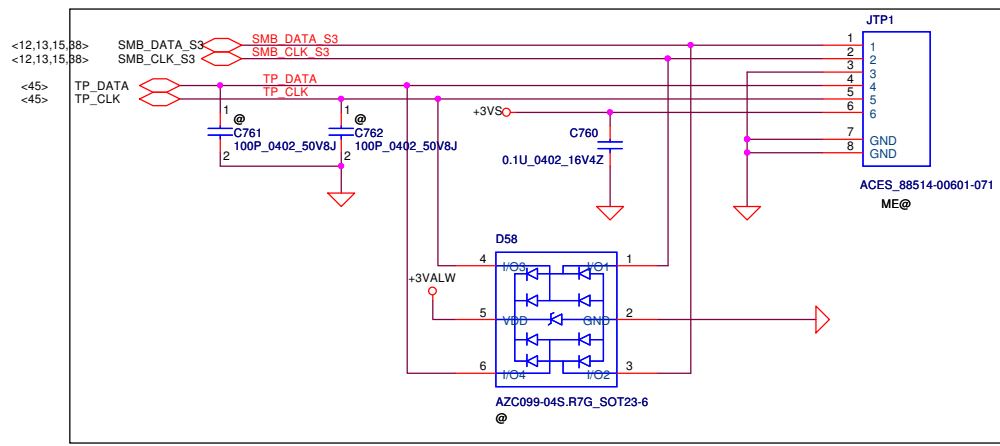 JTP1
<12,13,15,38> SMB_DATA_S3 SMB_DATA_S3 1 1
<12,13,15,38> SMB_CLK_S3 SMB_CLK_S3 2 2
3 3
<45> TP_DATA TP_DATA 4 4
<45> TP_CLK TP_CLK 5 5
+3VS 6 6
1 @ 1 @
C761 C762 C760
100P_0402_50V8J 100P_0402_50V8J
2 2 0.1U_0402_16V4Z
7 GND
8 GND
ACES_88514-00601-071
ME@
D58
4 I/O3 I/O1 1
+3VALW
5 VDD GND 2
6 I/O4 I/O2 3
AZC099-04S.R7G_SOT23-6
@